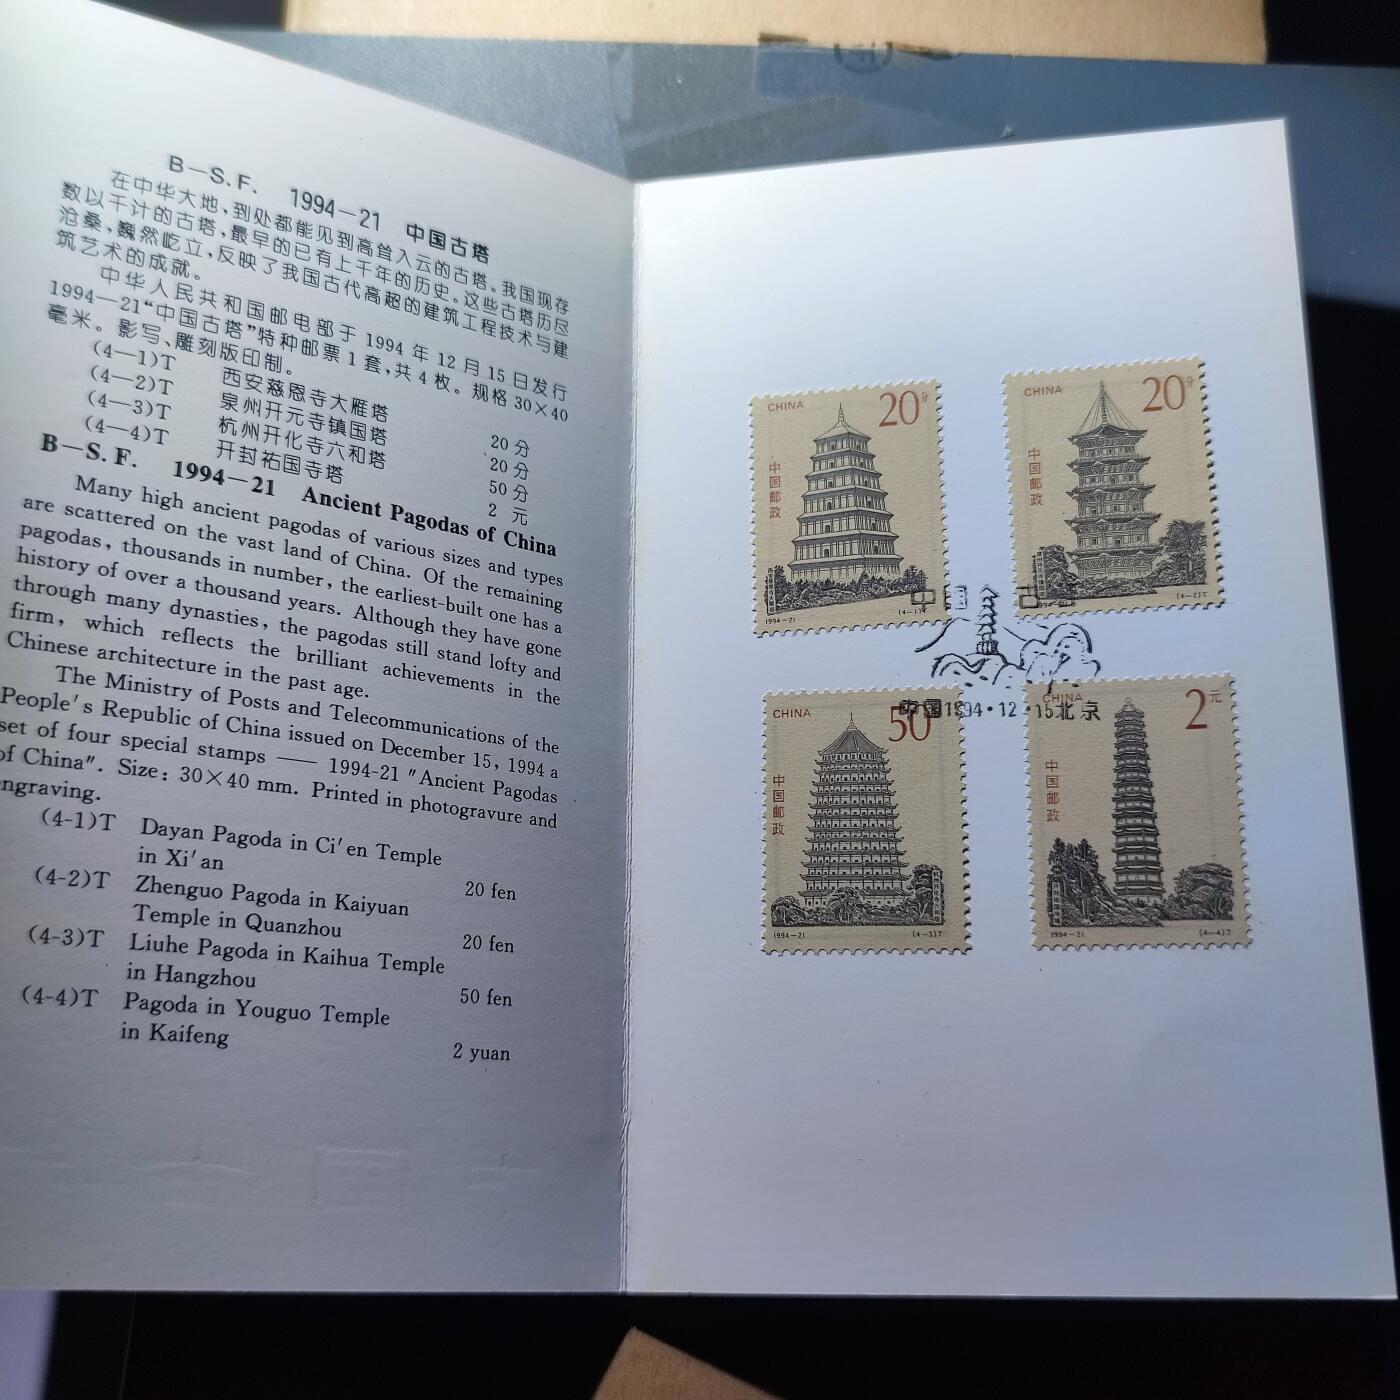 B－S.F. 1994－21 中国古塔
在中华大地,到处都能见到高耸入云的古塔。我国现存
数以千计的古塔,最早的已有上千年的历史。这些古塔历尽
沧桑,巍然屹立,反映了我国古代高超的建筑工程技术与建
筑艺术的成就。
中华人民共和国邮电部于 1994 年 12 月 15 日发行
1994—21“中国古塔”特种邮票 1 套,共 4 枚。规格 30×40
毫米。影写、雕刻版印制。
(4—1)T 西安慈恩寺大雁塔 20 分
(4—2)T 泉州开元寺镇国塔 20 分
(4—3)T 杭州开化寺六和塔 50 分
(4—4)T 开封祐国寺塔 2 元
B－S.F. 1994－21 Ancient Pagodas of China
Many high ancient pagodas of various sizes and types
are scattered on the vast land of China. Of the remaining
pagodas, thousands in number, the earliest-built one has a
history of over a thousand years. Although they have gone
through many dynasties, the pagodas still stand lofty and
firm, which reflects the brilliant achievements in the
Chinese architecture in the past age.
The Ministry of Posts and Telecommunications of the
People's Republic of China issued on December 15, 1994 a
set of four special stamps —— 1994-21 "Ancient Pagodas
of China". Size: 30×40 mm. Printed in photogravure and
ngraving.
(4-1)T Dayan Pagoda in Ci'en Temple
in Xi'an 20 fen
(4-2)T Zhenguo Pagoda in Kaiyuan
Temple in Quanzhou 20 fen
(4-3)T Liuhe Pagoda in Kaihua Temple
in Hangzhou 50 fen
(4-4)T Pagoda in Youguo Temple
in Kaifeng 2 yuan
CHINA 20分
中国邮政
1994－21 (4－1)T
CHINA 20分
中国邮政
1994－21 (4－2)T
中国 古
中国1994·12·15北京
CHINA 50
中国邮政
1994－21 (4－3)T
CHINA 2元
中国邮政
1994－21 (4－4)T